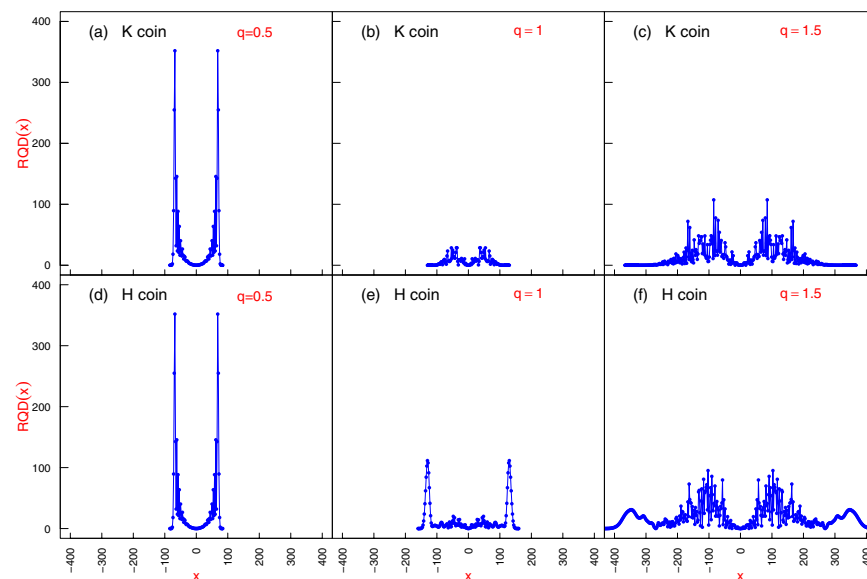 (a) K coin q=0.5
(b) K coin q = 1
(c) K coin q = 1.5
400
300
200
100
0
RQD(x)
(d) H coin q=0.5
(e) H coin q = 1
(f) H coin q = 1.5
400
300
200
100
0
RQD(x)
−400 −300 −200 −100 0 100 200 300 400
−400 −300 −200 −100 0 100 200 300 400
−400 −300 −200 −100 0 100 200 300 400
x x x